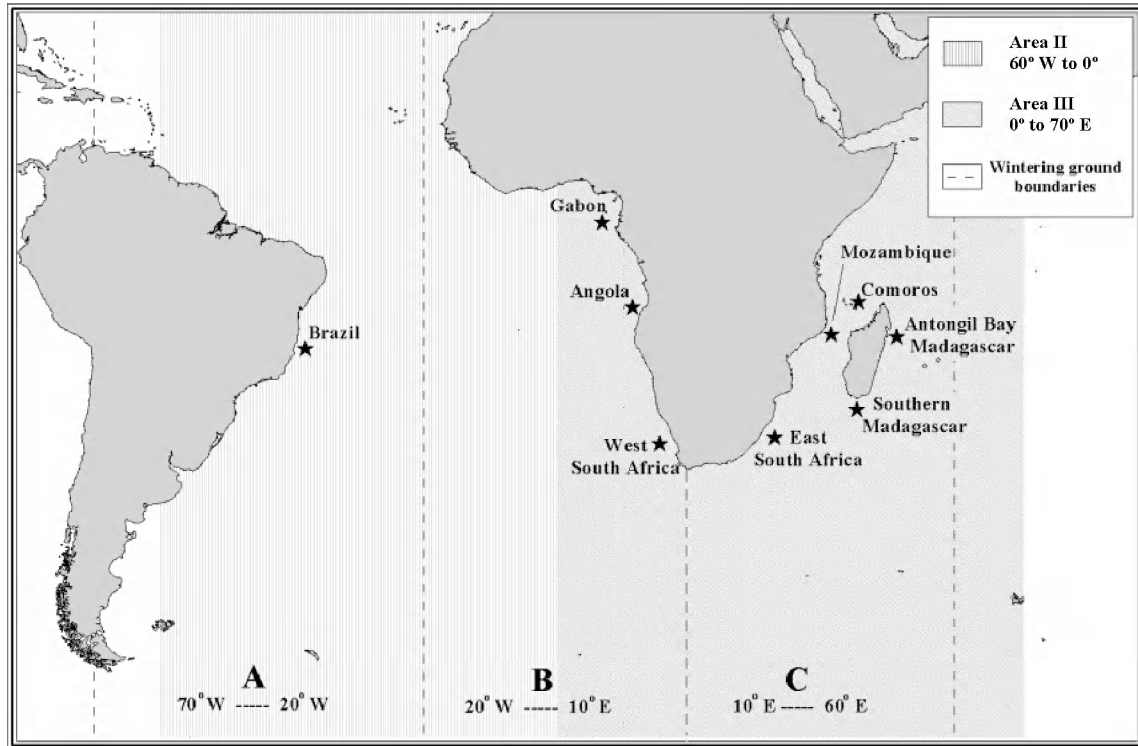 Area II
60° W to 0°
Area III
0° to 70° E
Wintering ground
boundaries
Gabon
Mozambique
Angola
Comoros
Brazil
Antongil Bay
Madagascar
Southern
Madagascar
West
South Africa
East
South Africa
A
B
C
70° W ----- 20° W
20° W ----- 10° E
10° E ----- 60° E